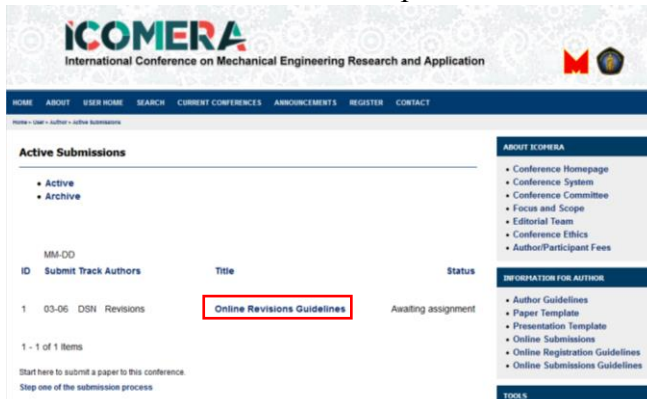 iCOMERA
International Conference on Mechanical Engineering Research and Application
HOME ABOUT USER HOME SEARCH CURRENT CONFERENCES ANNOUNCEMENTS REGISTER CONTACT
Home > User > Author > Active Submissions
Active Submissions
• Active
• Archive
MM-DD
ID Submit Track Authors Title Status
1 03-06 DSN Revisions Online Revisions Guidelines Awaiting assignment
1 - 1 of 1 Items
Start here to submit a paper to this conference.
Step one of the submission process
ABOUT ICOMERA
• Conference Homepage
• Conference System
• Conference Committee
• Focus and Scope
• Editorial Team
• Conference Ethics
• Author/Participant Fees
INFORMATION FOR AUTHOR
• Author Guidelines
• Paper Template
• Presentation Template
• Online Submissions
• Online Registration Guidelines
• Online Submissions Guidelines
TOOLS